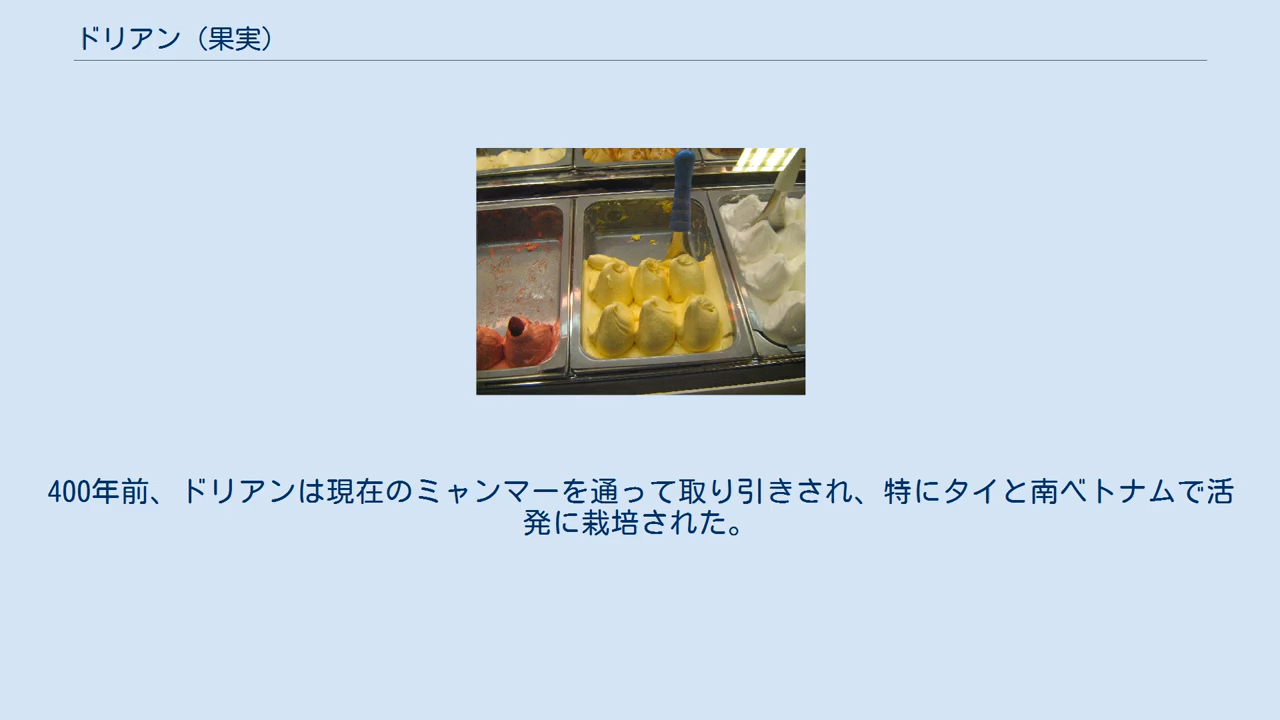 ドリアン（果実）
400年前、ドリアンは現在のミャンマーを通って取り引きされ、特にタイと南ベトナムで活
発に栽培された。